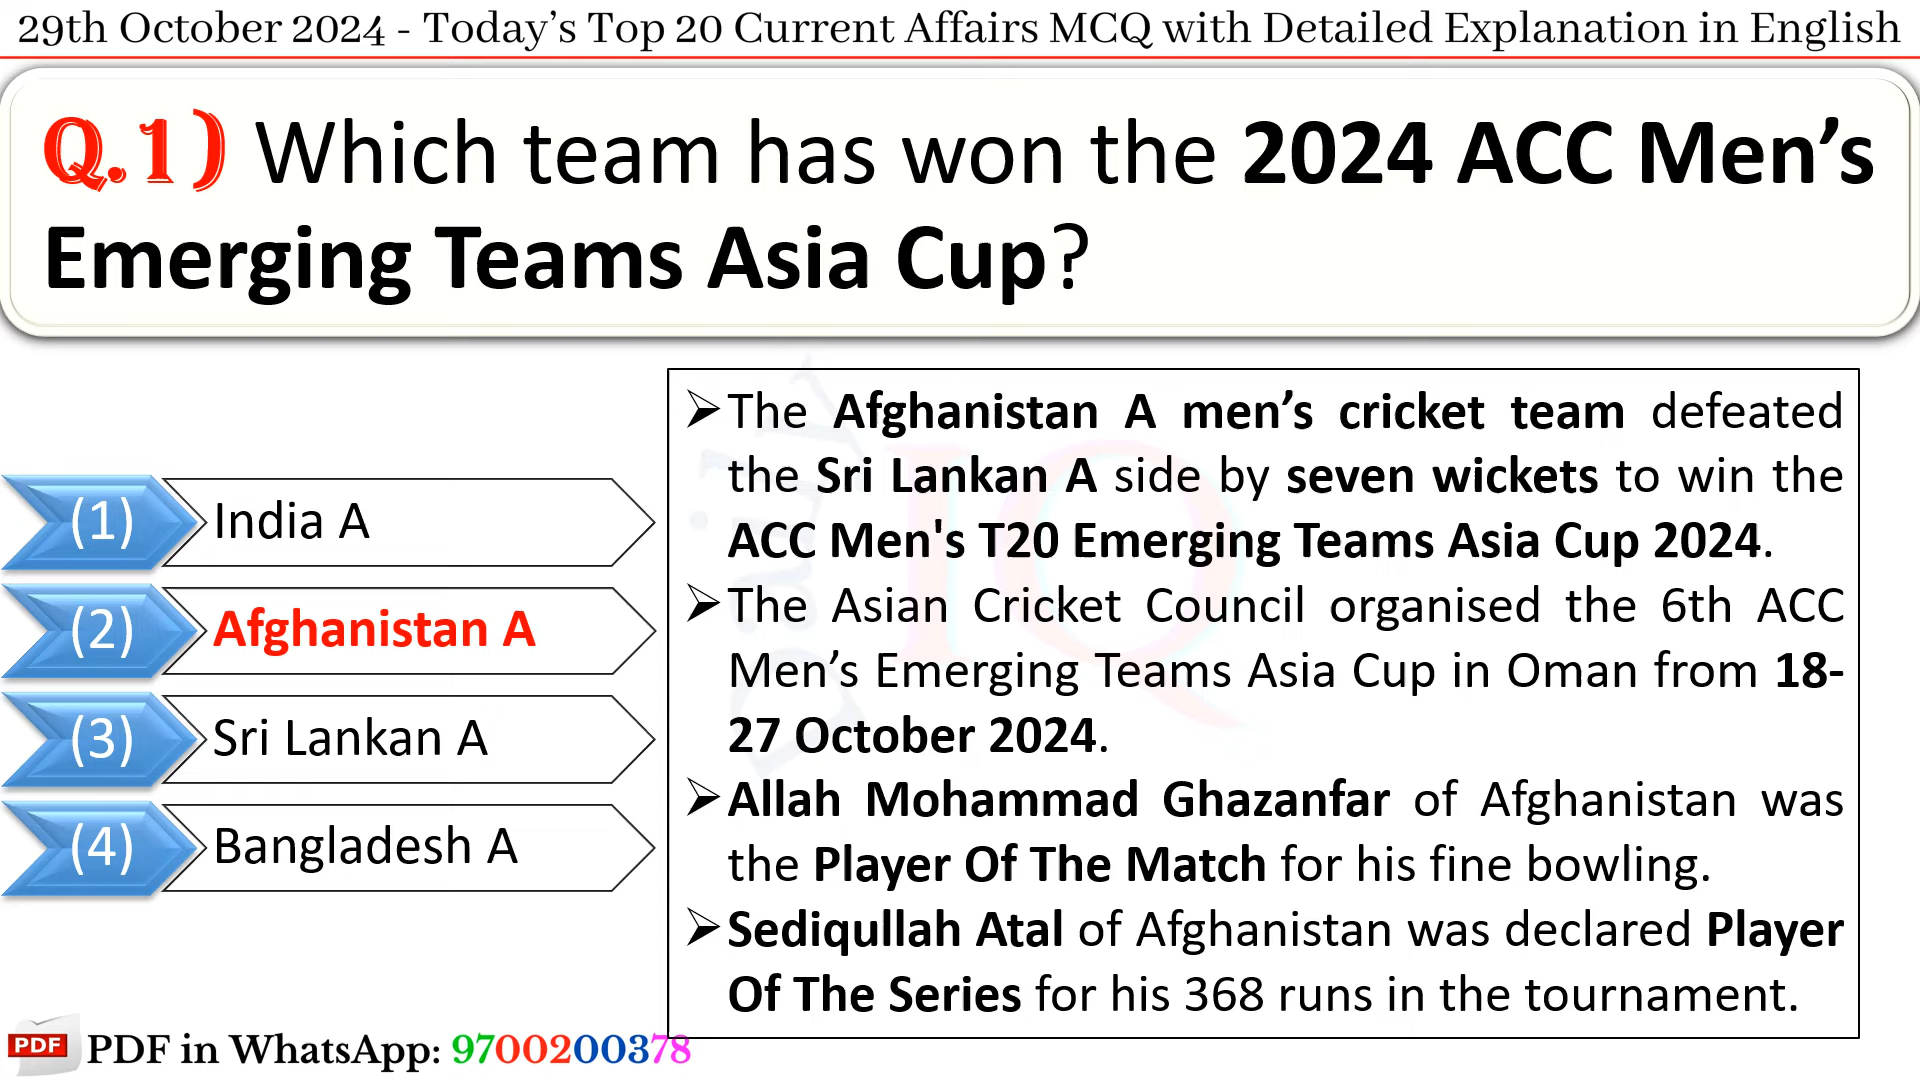 29th October 2024 - Today’s Top 20 Current Affairs MCQ with Detailed Explanation in English
Q.1) Which team has won the 2024 ACC Men’s
Emerging Teams Asia Cup?
(1) India A
(2) Afghanistan A
(3) Sri Lankan A
(4) Bangladesh A
➢The Afghanistan A men’s cricket team defeated
the Sri Lankan A side by seven wickets to win the
ACC Men's T20 Emerging Teams Asia Cup 2024.
➢The Asian Cricket Council organised the 6th ACC
Men’s Emerging Teams Asia Cup in Oman from 18-
27 October 2024.
➢Allah Mohammad Ghazanfar of Afghanistan was
the Player Of The Match for his fine bowling.
➢Sediqullah Atal of Afghanistan was declared Player
Of The Series for his 368 runs in the tournament.
Daily
IQ
PDF PDF in WhatsApp: 9700200378